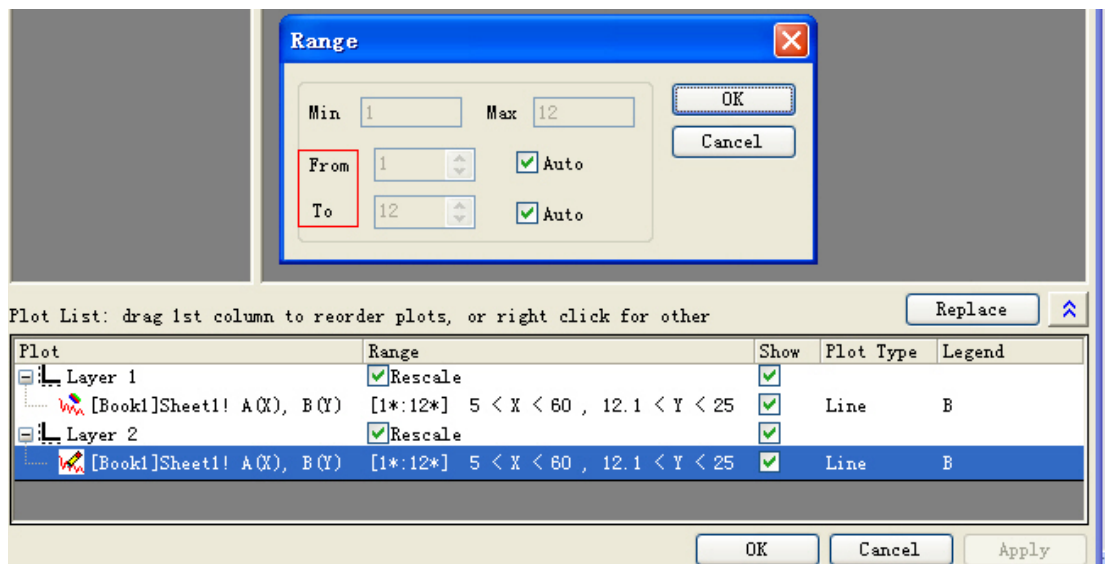 Range
OK
Min 1 Max 12
Cancel
From 1 Auto
To 12 Auto
Plot List: drag 1st column to reorder plots, or right click for other Replace
Plot Range Show Plot Type Legend
Layer 1 Rescale
[Book1]Sheet1! A(X), B(Y) [1*:12*] 5 < X < 60 , 12.1 < Y < 25 Line B
Layer 2 Rescale
[Book1]Sheet1! A(X), B(Y) [1*:12*] 5 < X < 60 , 12.1 < Y < 25 Line B
OK Cancel Apply